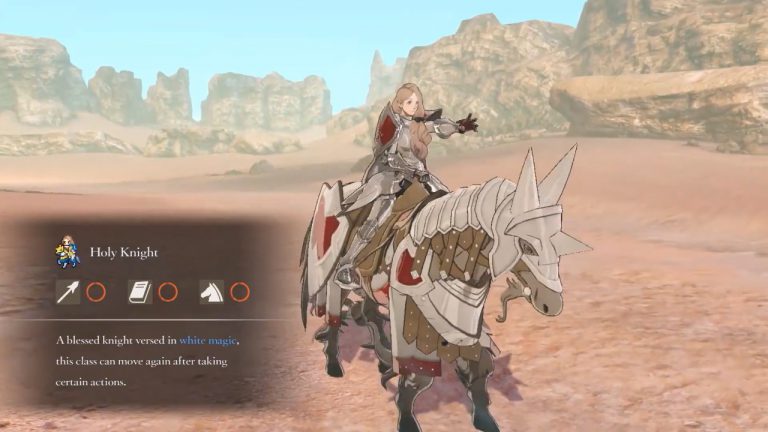 Holy Knight
A blessed knight versed in white magic,
this class can move again after taking
certain actions.